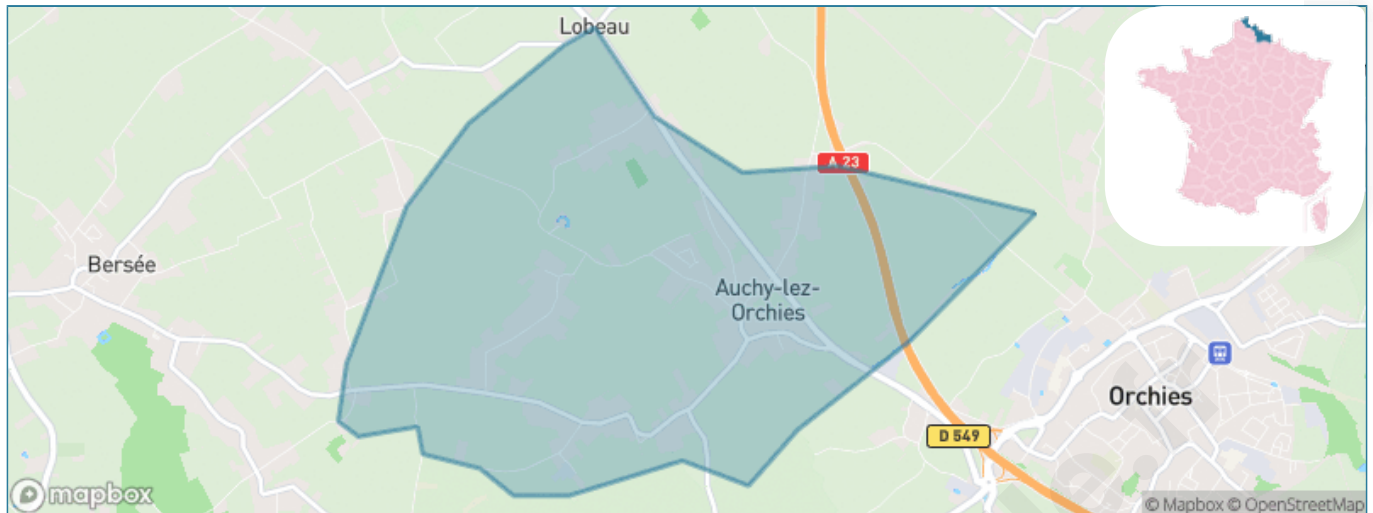 Lobeau
A 23
Bersée
Auchy-lez-
Orchies
Orchies
D 549
mapbox
© Mapbox © OpenStreetMap